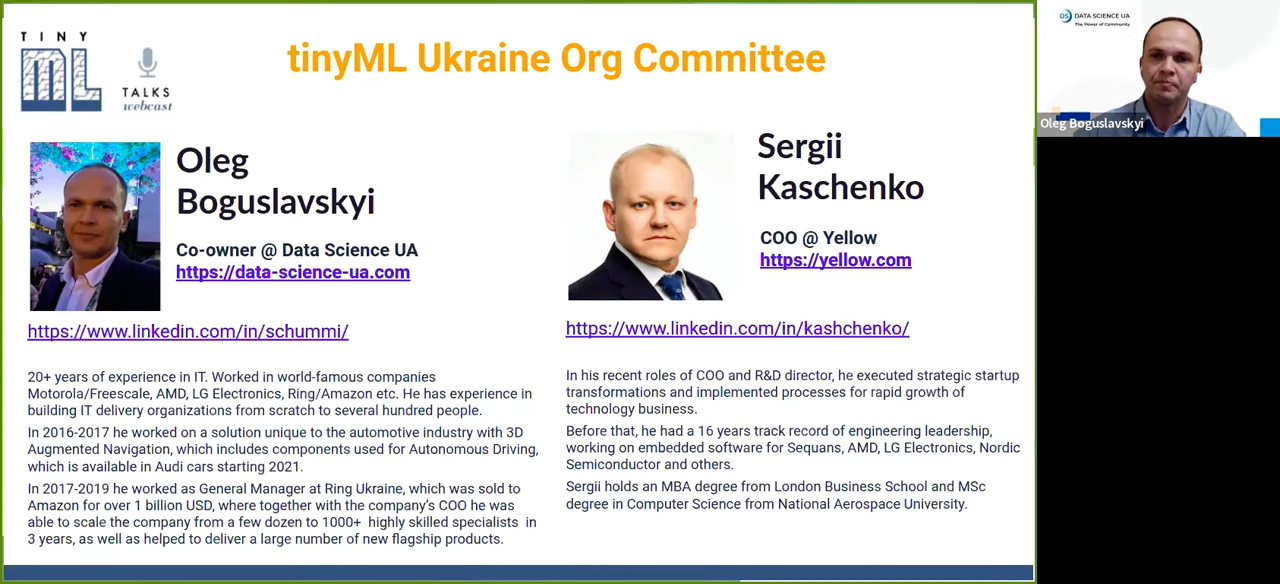 TINY
ML
TALKS
webcast
tinyML Ukraine Org Committee
Oleg
Boguslavskyi
Co-owner @ Data Science UA
https://data-science-ua.com
https://www.linkedin.com/in/schummi/
20+ years of experience in IT. Worked in world-famous companies
Motorola/Freescale, AMD, LG Electronics, Ring/Amazon etc. He has experience in
building IT delivery organizations from scratch to several hundred people.
In 2016-2017 he worked on a solution unique to the automotive industry with 3D
Augmented Navigation, which includes components used for Autonomous Driving,
which is available in Audi cars starting 2021.
In 2017-2019 he worked as General Manager at Ring Ukraine, which was sold to
Amazon for over 1 billion USD, where together with the company's COO he was
able to scale the company from a few dozen to 1000+ highly skilled specialists in
3 years, as well as helped to deliver a large number of new flagship products.
Sergii
Kaschenko
COO @ Yellow
https://yellow.com
https://www.linkedin.com/in/kashchenko/
In his recent roles of COO and R&D director, he executed strategic startup
transformations and implemented processes for rapid growth of
technology business.
Before that, he had a 16 years track record of engineering leadership,
working on embedded software for Sequans, AMD, LG Electronics, Nordic
Semiconductor and others.
Sergii holds an MBA degree from London Business School and MSc
degree in Computer Science from National Aerospace University.
DS DATA SCIENCE UA
The Power of Community
Oleg Boguslavskyi